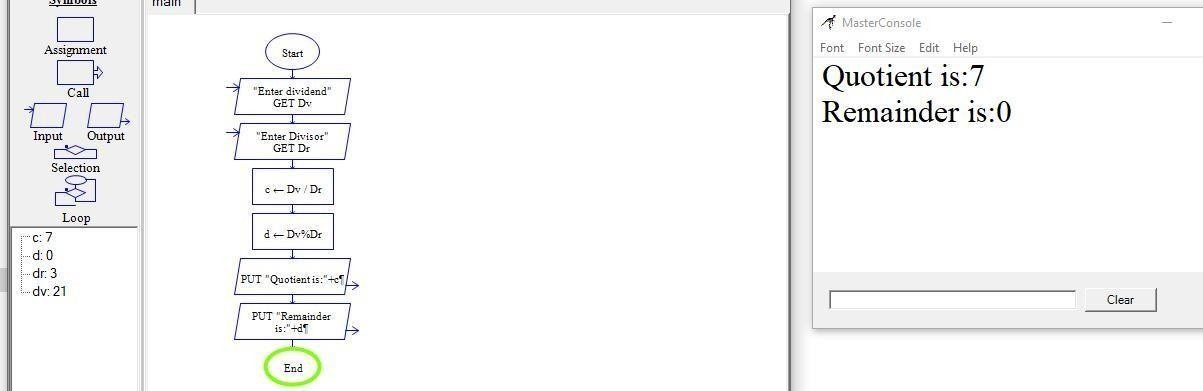 Symbols
main
Assignment
Call
Input
Output
Selection
Loop
c: 7
d: 0
dr: 3
dv: 21
Start
"Enter dividend"
GET Dv
"Enter Divisor"
GET Dr
c ← Dv / Dr
d ← Dv%Dr
PUT "Quotient is:"+c¶
PUT "Remainder
is:"+d¶
End
MasterConsole
Font Font Size Edit Help
Quotient is:7
Remainder is:0
Clear